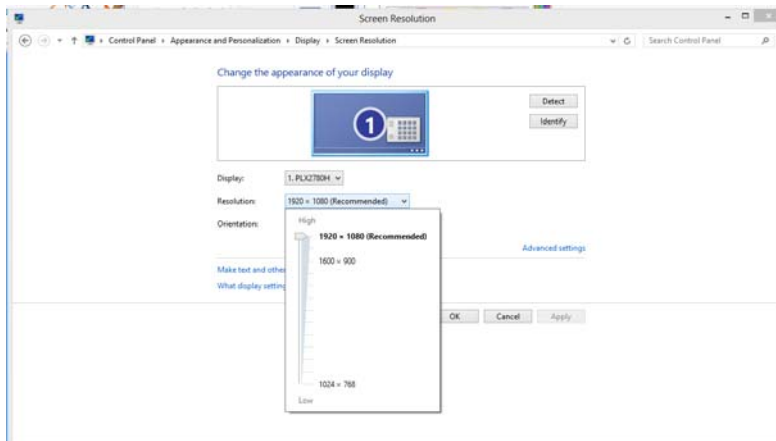 Screen Resolution
Control Panel Appearance and Personalization Display Screen Resolution
Search Control Panel
Change the appearance of your display
1
Detect
Identify
Display: 1. PLX2780H
Resolution: 1920 × 1080 (Recommended)
Orientation:
High
1920 × 1080 (Recommended)
1600 × 900
1024 × 768
Low
Advanced settings
Make text and other
What display setting
OK Cancel Apply